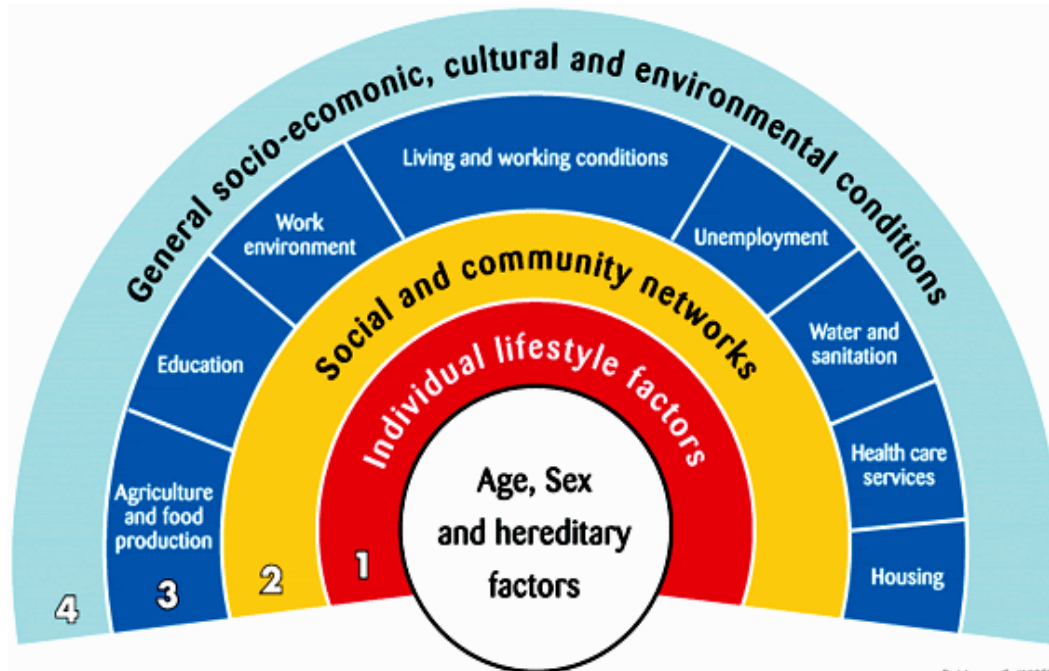 General socio-ecomonic, cultural and environmental conditions
Living and working conditions
Work
environment
Unemployment
Education
Water and
sanitation
Agriculture
and food
production
Health care
services
Housing
Social and community networks
Individual lifestyle factors
Age, Sex
and hereditary
factors
4
3
2
1